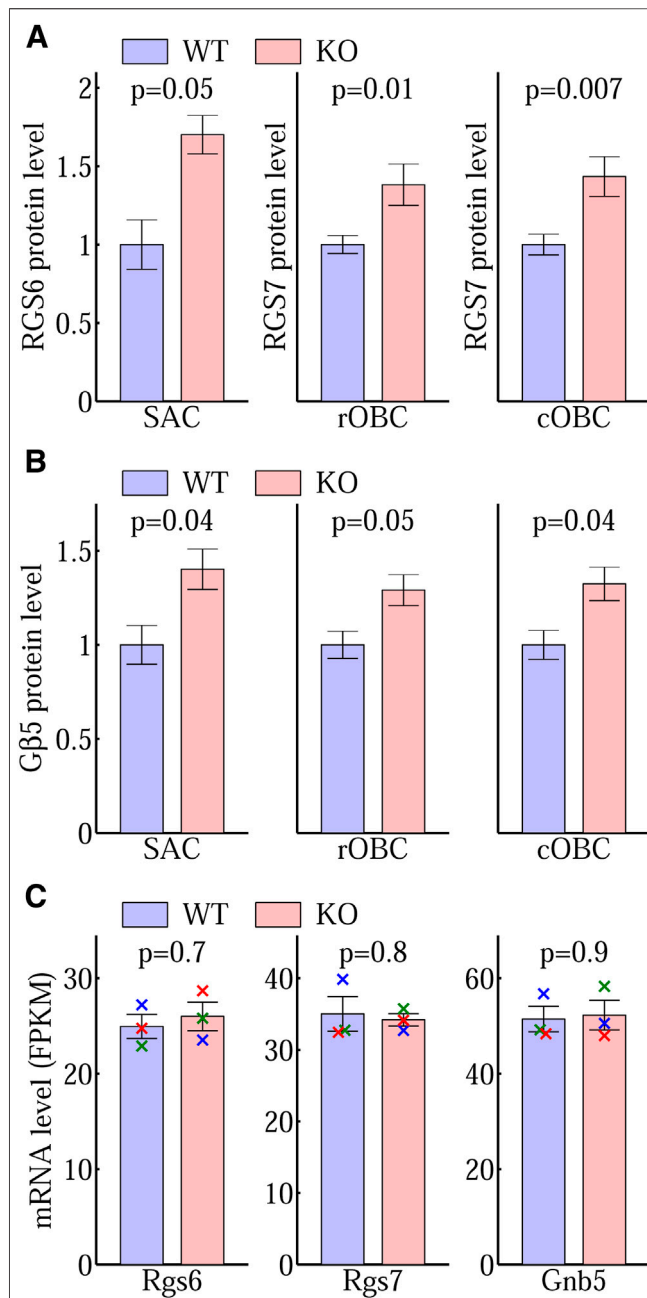 A
WT KO
p=0.05 p=0.01 p=0.007
RGS6 protein level
RGS7 protein level
RGS7 protein level
2
1.5
1
0.5
0
SAC rOBC cOBC
B
WT KO
p=0.04 p=0.05 p=0.04
Gβ5 protein level
1.5
1
0.5
0
SAC rOBC cOBC
C
WT KO
p=0.7 p=0.8 p=0.9
mRNA level (FPKM)
30
20
10
0
40
30
20
10
0
60
40
20
0
Rgs6 Rgs7 Gnb5